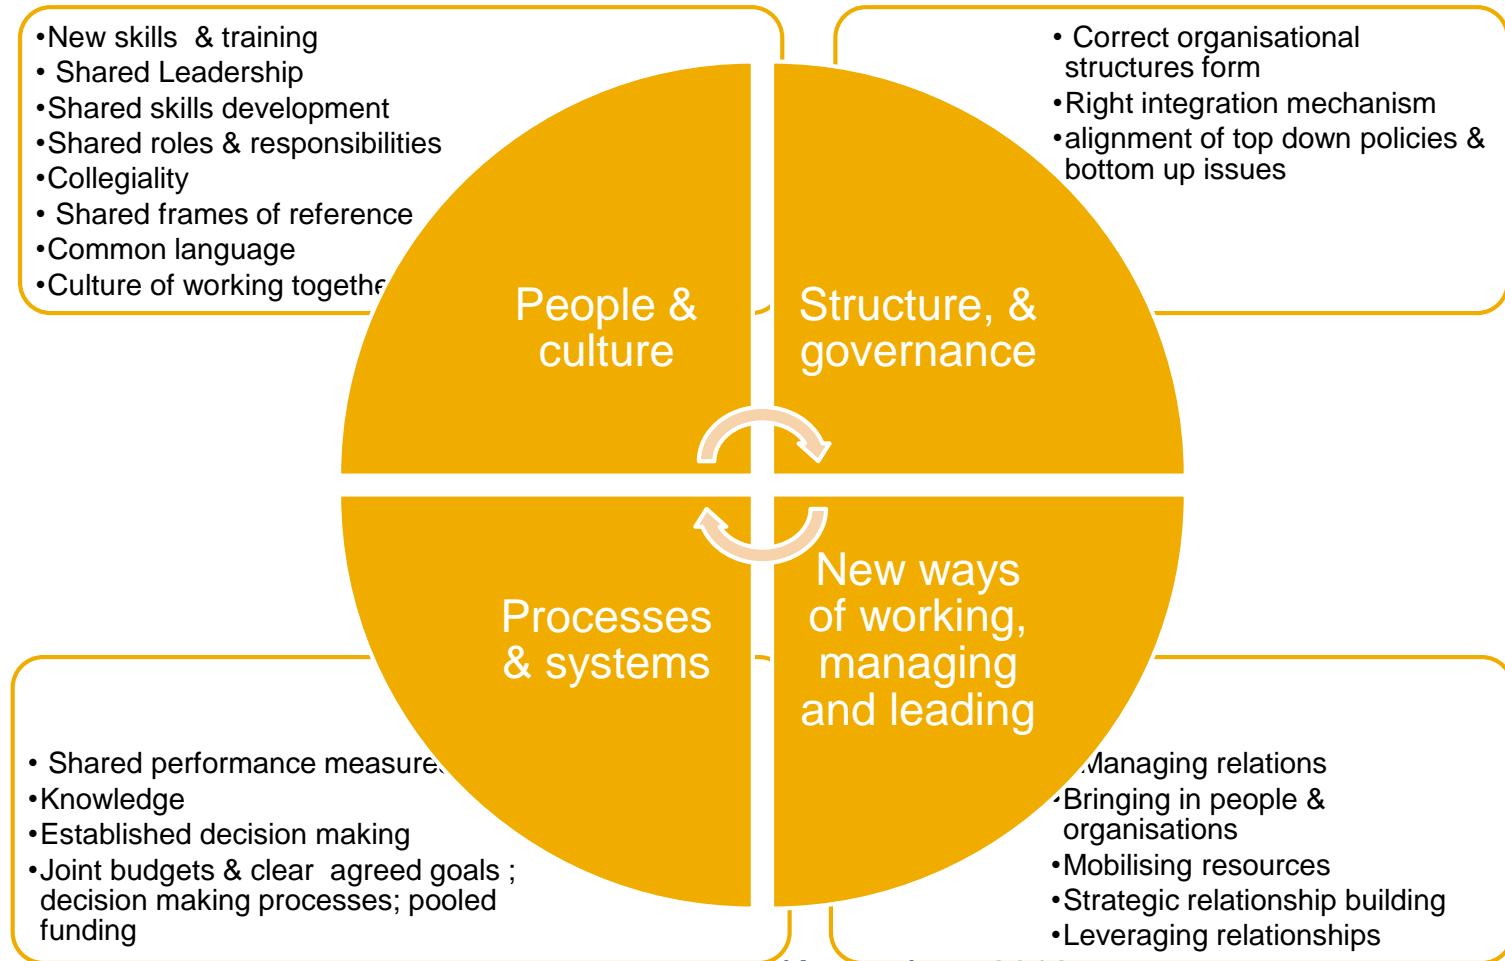 •New skills & training
• Shared Leadership
•Shared skills development
•Shared roles & responsibilities
•Collegiality
• Shared frames of reference
•Common language
•Culture of working togethe
• Correct organisational
structures form
•Right integration mechanism
•alignment of top down policies &
bottom up issues
People &
culture
Structure, &
governance
Processes
& systems
New ways
of working,
managing
and leading
• Shared performance measures
•Knowledge
•Established decision making
•Joint budgets & clear agreed goals ;
decision making processes; pooled
funding
Managing relations
•Bringing in people &
organisations
•Mobilising resources
•Strategic relationship building
•Leveraging relationships